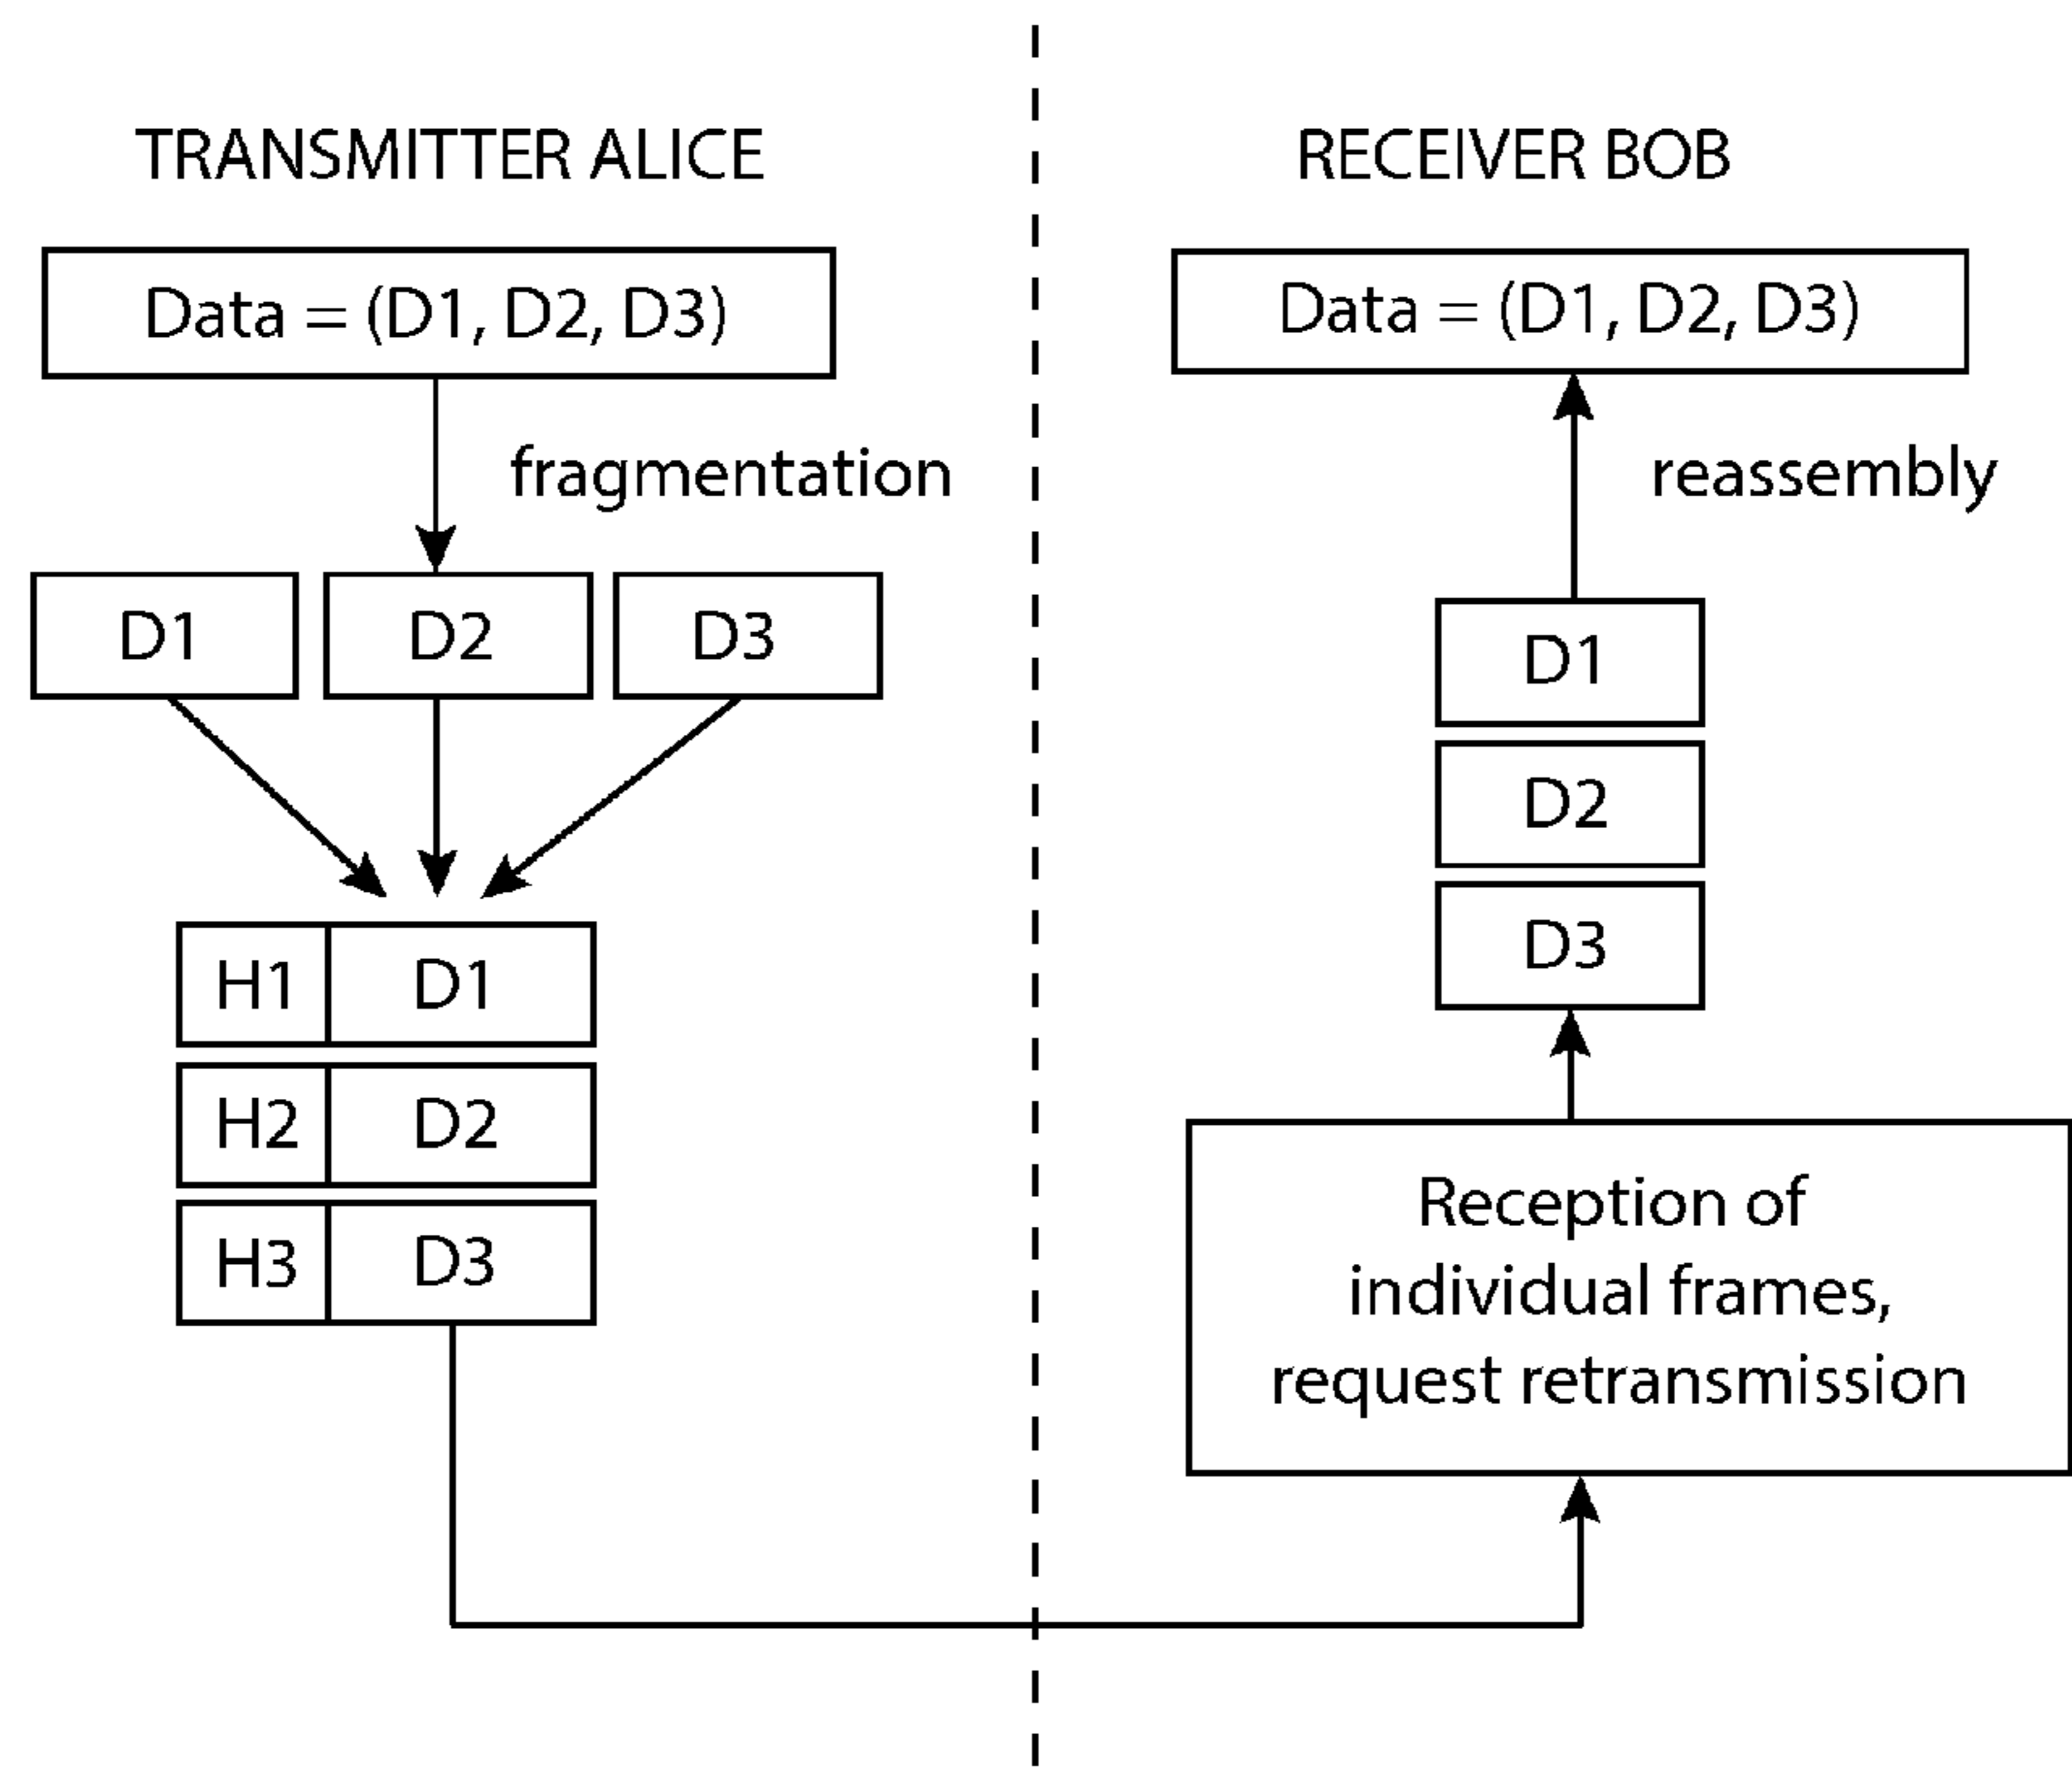 TRANSMITTER ALICE
Data = (D1, D2, D3)
fragmentation
D1
D2
D3
H1 D1
H2 D2
H3 D3
RECEIVER BOB
Data = (D1, D2, D3)
reassembly
D1
D2
D3
Reception of
individual frames,
request retransmission